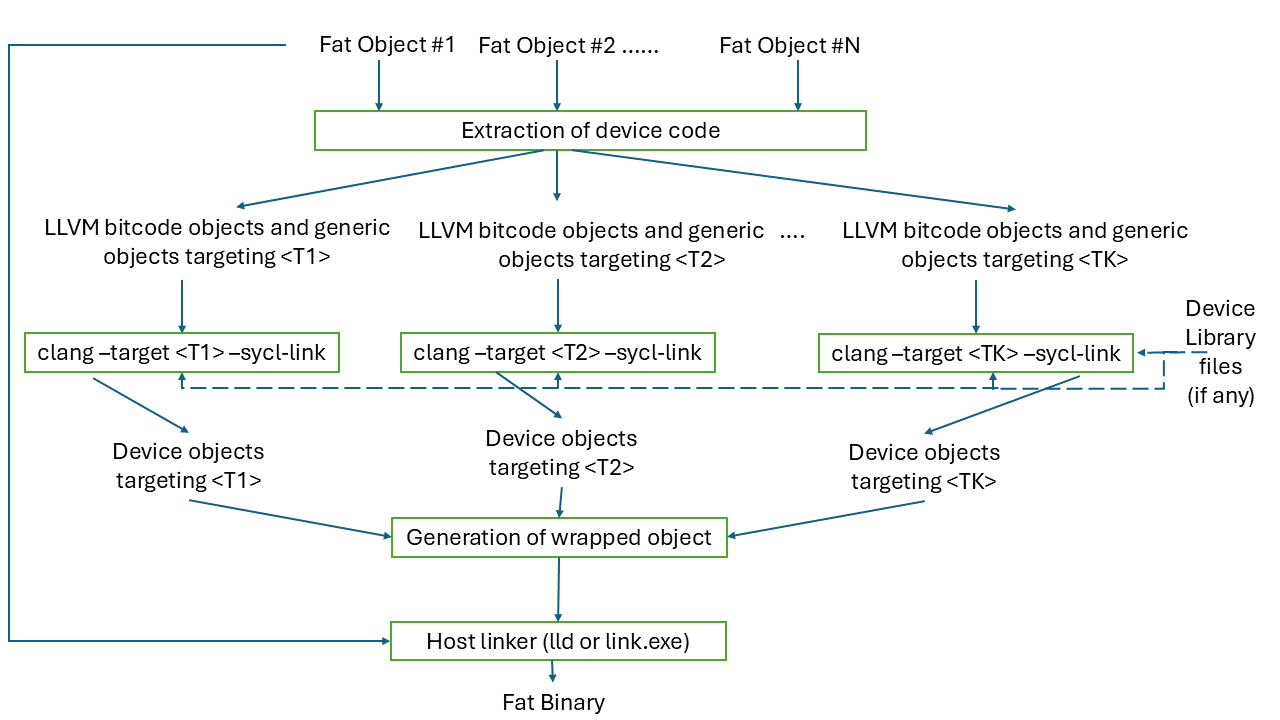 Fat Object #1
Fat Object #2 ......
Fat Object #N
Extraction of device code
LLVM bitcode objects and generic
objects targeting <T1>
LLVM bitcode objects and generic ....
objects targeting <T2>
LLVM bitcode objects and generic
objects targeting <TK>
Device
Library
files
(if any)
clang –target <T1> –sycl-link
clang –target <T2> –sycl-link
clang –target <TK> –sycl-link
Device objects
targeting <T1>
Device objects
targeting <T2>
Device objects
targeting <TK>
Generation of wrapped object
Host linker (lld or link.exe)
Fat Binary